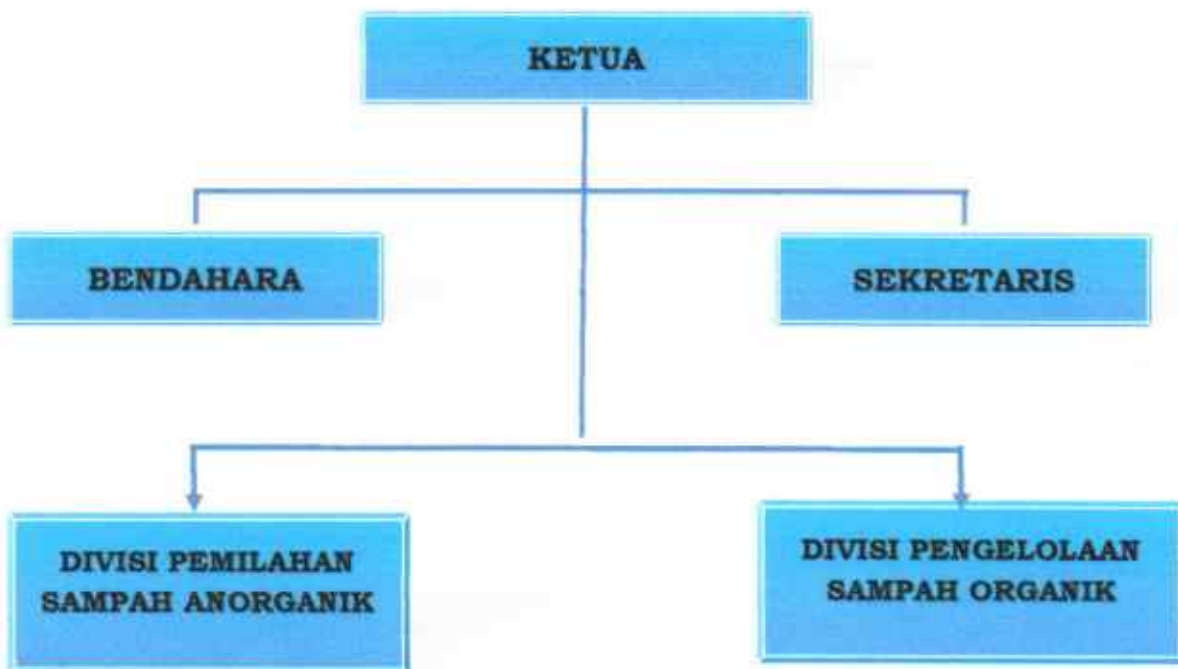 KETUA
BENDAHARA
SEKRETARIS
DIVISI PEMILAHAN
SAMPAH ANORGANIK
DIVISI PENGELOLAAN
SAMPAH ORGANIK